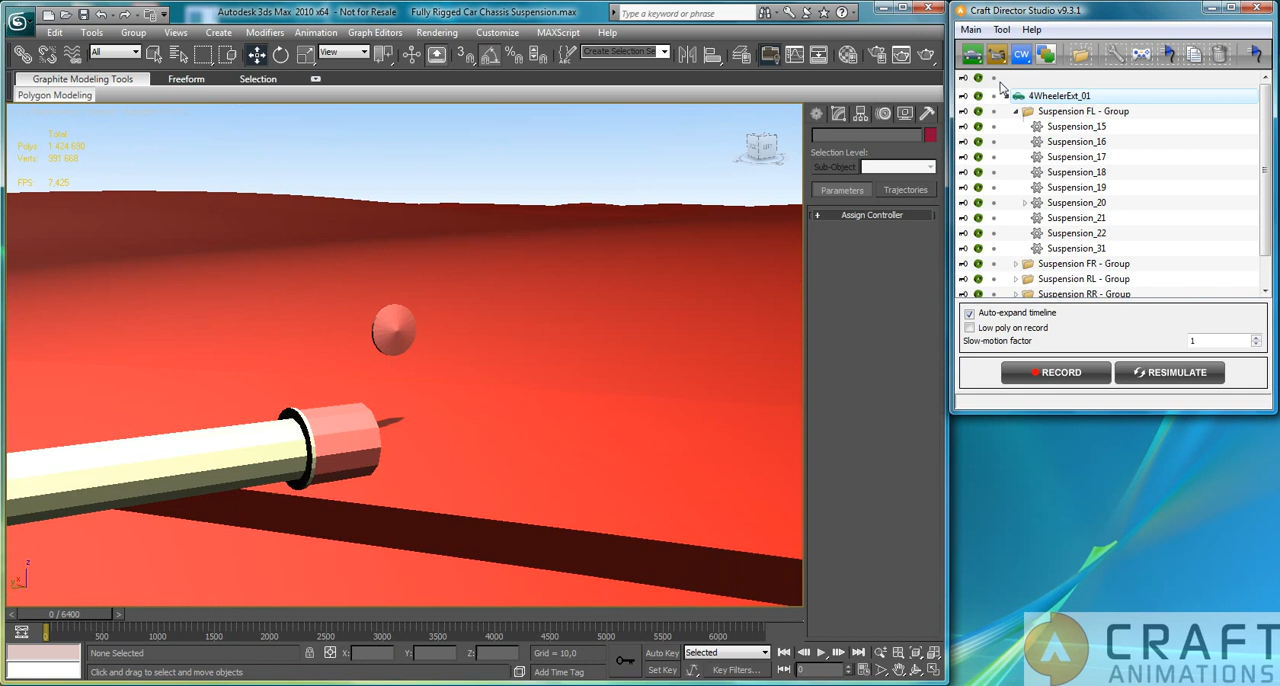 Autodesk 3ds Max 2010 x64 - Not for Resale Fully Rigged Car Chassis Suspension.max
Type a keyword or phrase
Edit Tools Group Views Create Modifiers Animation Graph Editors Rendering Customize MAXScript Help
All
View
Create Selection Se
Graphite Modeling Tools Freeform Selection
Polygon Modeling
Total
Polys: 1 424 690
Verts: 991 668
FPS: 7,425
Selection Level:
Sub-Object
Parameters Trajectories
+ Assign Controller
0 / 6400
0 500 1000 1500 2000 2500 3000 3500 4000 4500 5000 5500 6000
None Selected X: Y: Z: Grid = 10,0 Auto Key Selected
Click and drag to select and move objects Add Time Tag Set Key Key Filters... 0
Craft Director Studio v9.3.1
Main Tool Help
CW
4WheelerExt_01
Suspension FL - Group
Suspension_15
Suspension_16
Suspension_17
Suspension_18
Suspension_19
Suspension_20
Suspension_21
Suspension_22
Suspension_31
Suspension FR - Group
Suspension RL - Group
Suspension RR - Group
Auto-expand timeline
Low poly on record
Slow-motion factor 1
RECORD RESIMULATE
CRAFT
ANIMATIONS